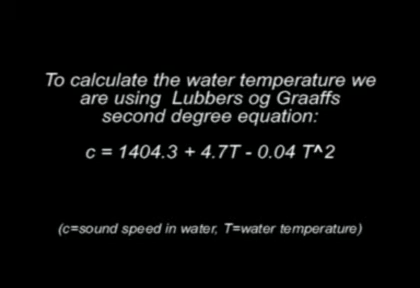 To calculate the water temperature we
are using Lubbers og Graaffs
second degree equation:
c = 1404.3 + 4.7T - 0.04 T^2
(c=sound speed in water, T=water temperature)